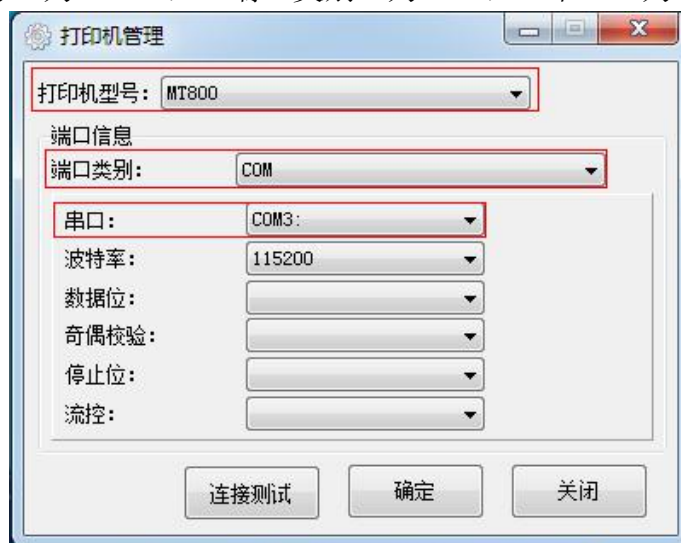 打印机管理
打印机型号： MT800
端口信息
端口类别： COM
串口： COM3:
波特率： 115200
数据位：
奇偶校验：
停止位：
流控：
连接测试 确定 关闭